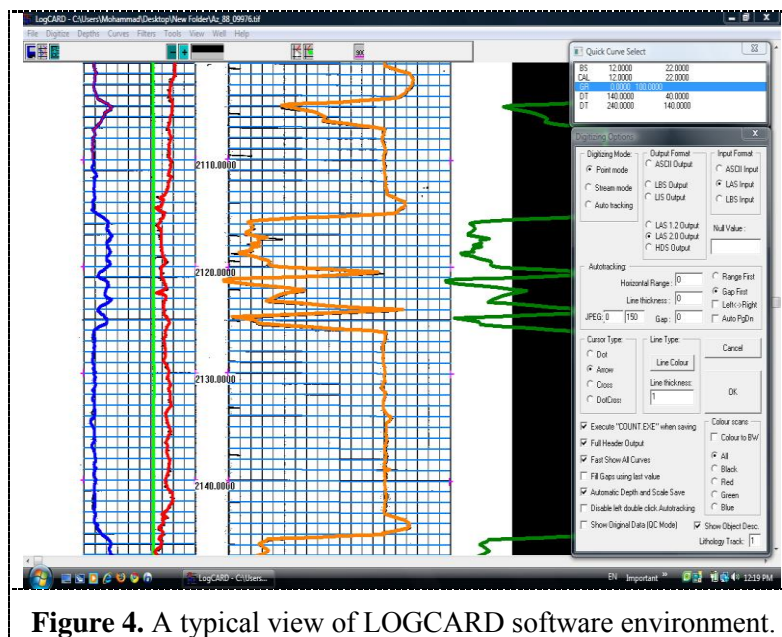 LogCARD - C:\Users\Mohammad\Desktop\New Folder\Az_88_09976.tif
File Digitize Depths Curves Filters Tools View Well Help
Quick Curve Select
BS 12.0000 22.0000
CAL 12.0000 22.0000
GR 0.0000 100.0000
DT 140.0000 40.0000
DT 240.0000 140.0000
2110.0000
2120.0000
2130.0000
2140.0000
Digitizing Options
Digitizing Mode:
Point mode
Stream mode
Auto tracking
Output Format
ASCII Output
LBS Output
LIS Output
LAS 1.2 Output
LAS 2.0 Output
HDS Output
Input Format
ASCII Input
LAS Input
LBS Input
Null Value :
Autotracking:
Horizontal Range : 0
Line thickness : 0
JPEG: 0 150 Gap : 0
Range First
Gap First
Left<>Right
Auto PgDn
Cursor Type:
Dot
Arrow
Cross
DotCross
Line Type:
Line Colour
Line thickness:
1
Cancel
OK
Execute "COUNT.EXE" when saving
Full Header Output
Fast Show All Curves
Fill Gaps using last value
Automatic Depth and Scale Save
Disable left double click Autotracking
Show Original Data (QC Mode)
Colour scans
Colour to BW
All
Black
Red
Green
Blue
Show Object Desc.
Lithology Track: 1
LogCARD - C:\Users...
EN Important 12:19 PM
Figure 4. A typical view of LOGCARD software environment